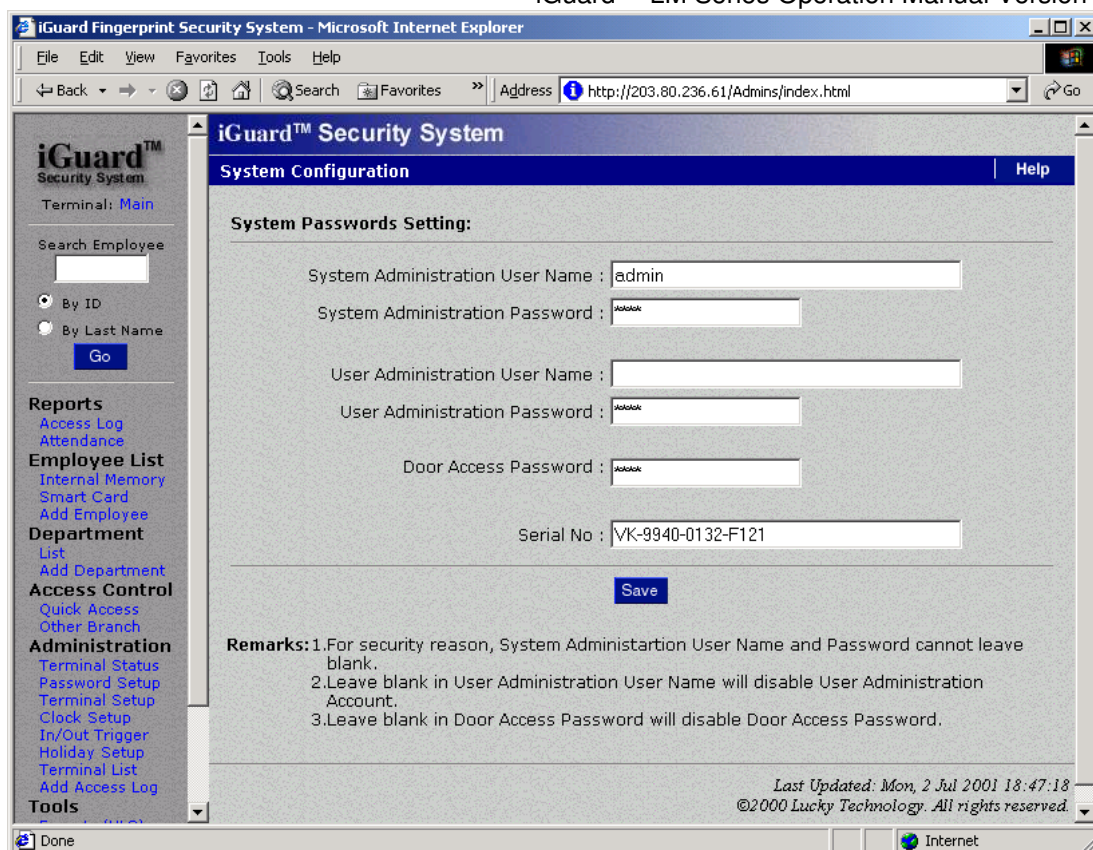 iGuard™ LM Series Operation Manual Version
iGuard Fingerprint Security System - Microsoft Internet Explorer
File Edit View Favorites Tools Help
Back Search Favorites » Address http://203.80.236.61/Admins/index.html Go
iGuard™
Security System
Terminal: Main
Search Employee
By ID
By Last Name
Go
Reports
Access Log
Attendance
Employee List
Internal Memory
Smart Card
Add Employee
Department
List
Add Department
Access Control
Quick Access
Other Branch
Administration
Terminal Status
Password Setup
Terminal Setup
Clock Setup
In/Out Trigger
Holiday Setup
Terminal List
Add Access Log
Tools
iGuard™ Security System
System Configuration | Help
System Passwords Setting:
System Administration User Name : admin
System Administration Password : ****
User Administration User Name :
User Administration Password : ****
Door Access Password : ****
Serial No : VK-9940-0132-F121
Save
Remarks: 1.For security reason, System Administartion User Name and Password cannot leave
blank.
2.Leave blank in User Administration User Name will disable User Administration
Account.
3.Leave blank in Door Access Password will disable Door Access Password.
Last Updated: Mon, 2 Jul 2001 18:47:18
©2000 Lucky Technology. All rights reserved.
Done Internet